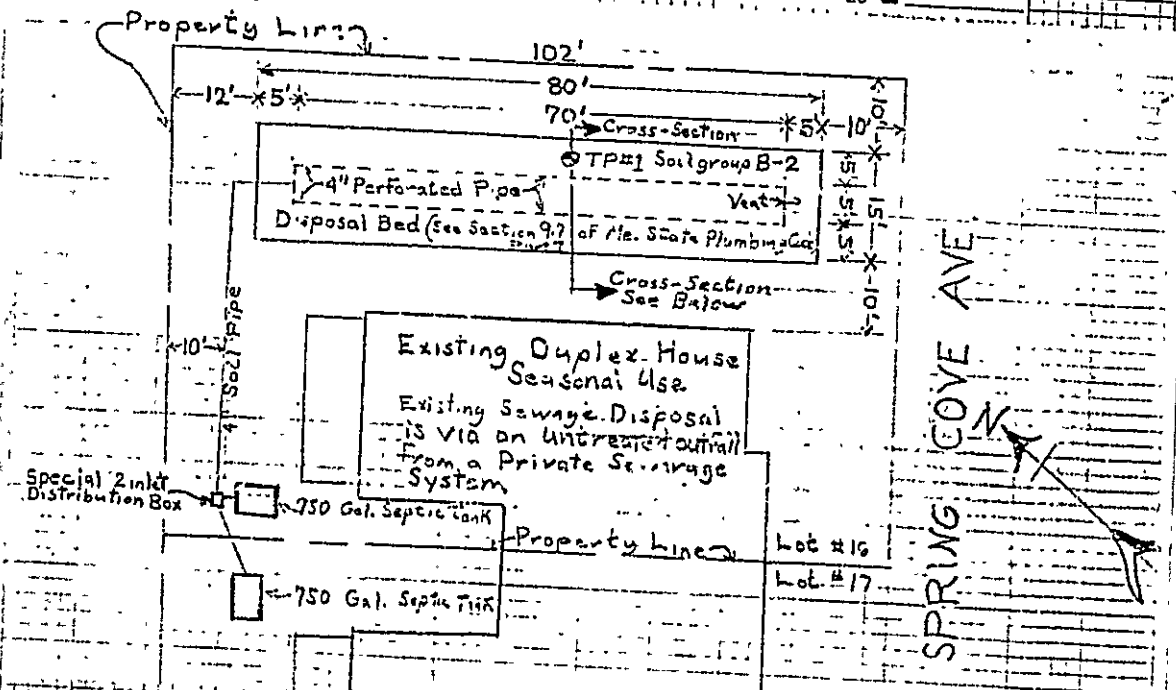 Property Line
102'
80'
12' 5'
70'
Cross-Section 5' 10'
10'
TP#1 Soilgroup B-2
5'
4" Perforated Pipe
Vent
5'
15'
Disposal Bed (See Section 9.7 of Me. State Plumbing
5'
Cross-Section
See Below
10'
4" Soil Pipe
10'
Existing Duplex House
Seasonal Use
Existing Sewage Disposal
is via an untreated outfall
from a Private Sewerage
System
Special 2 inlet
Distribution Box
750 Gal. Septic Tank
Property Line
Lot #16
Lot #17
750 Gal. Septic Tank
SPRING COVE AVE
N